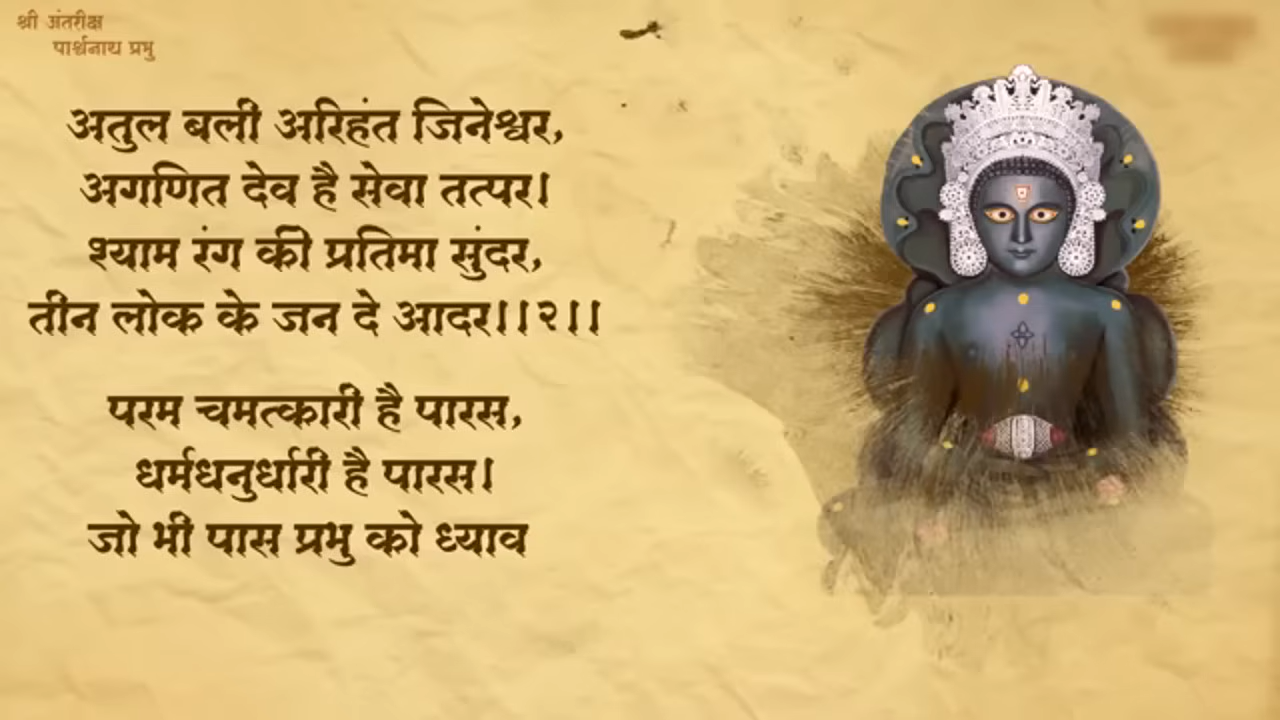 श्री अंतरीक्ष
पार्श्वनाथ प्रभु
अतुल बली अरिहंत जिनेश्वर,
अगणित देव है सेवा तत्पर।
श्याम रंग की प्रतिमा सुंदर,
तीन लोक के जन दे आदर।।२।।
परम चमत्कारी है पारस,
धर्मधनुर्धारी है पारस।
जो भी पास प्रभु को ध्याव